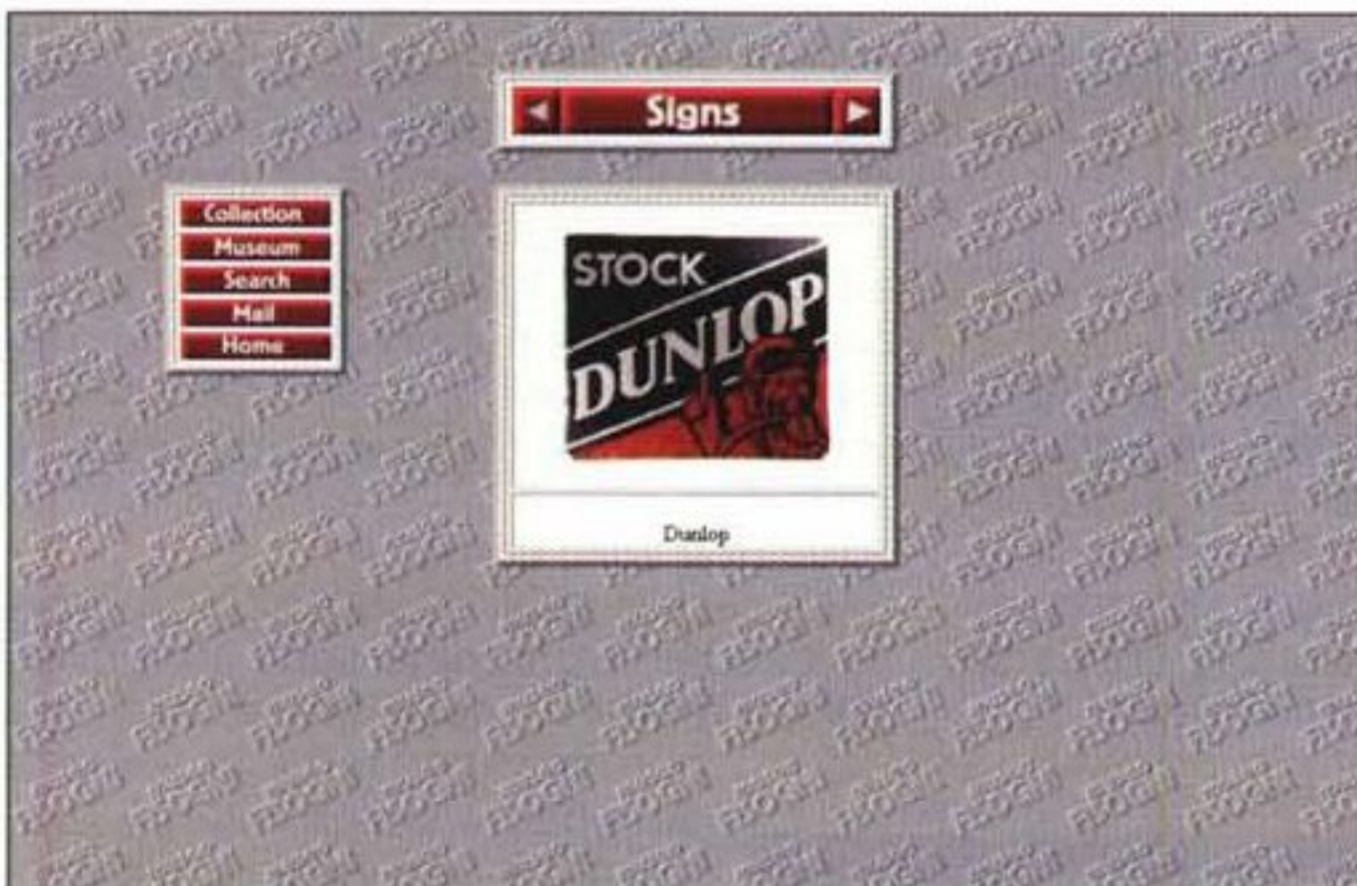 Signs
Collection
Museum
Search
Mail
Home
STOCK
DUNLOP
Dunlop